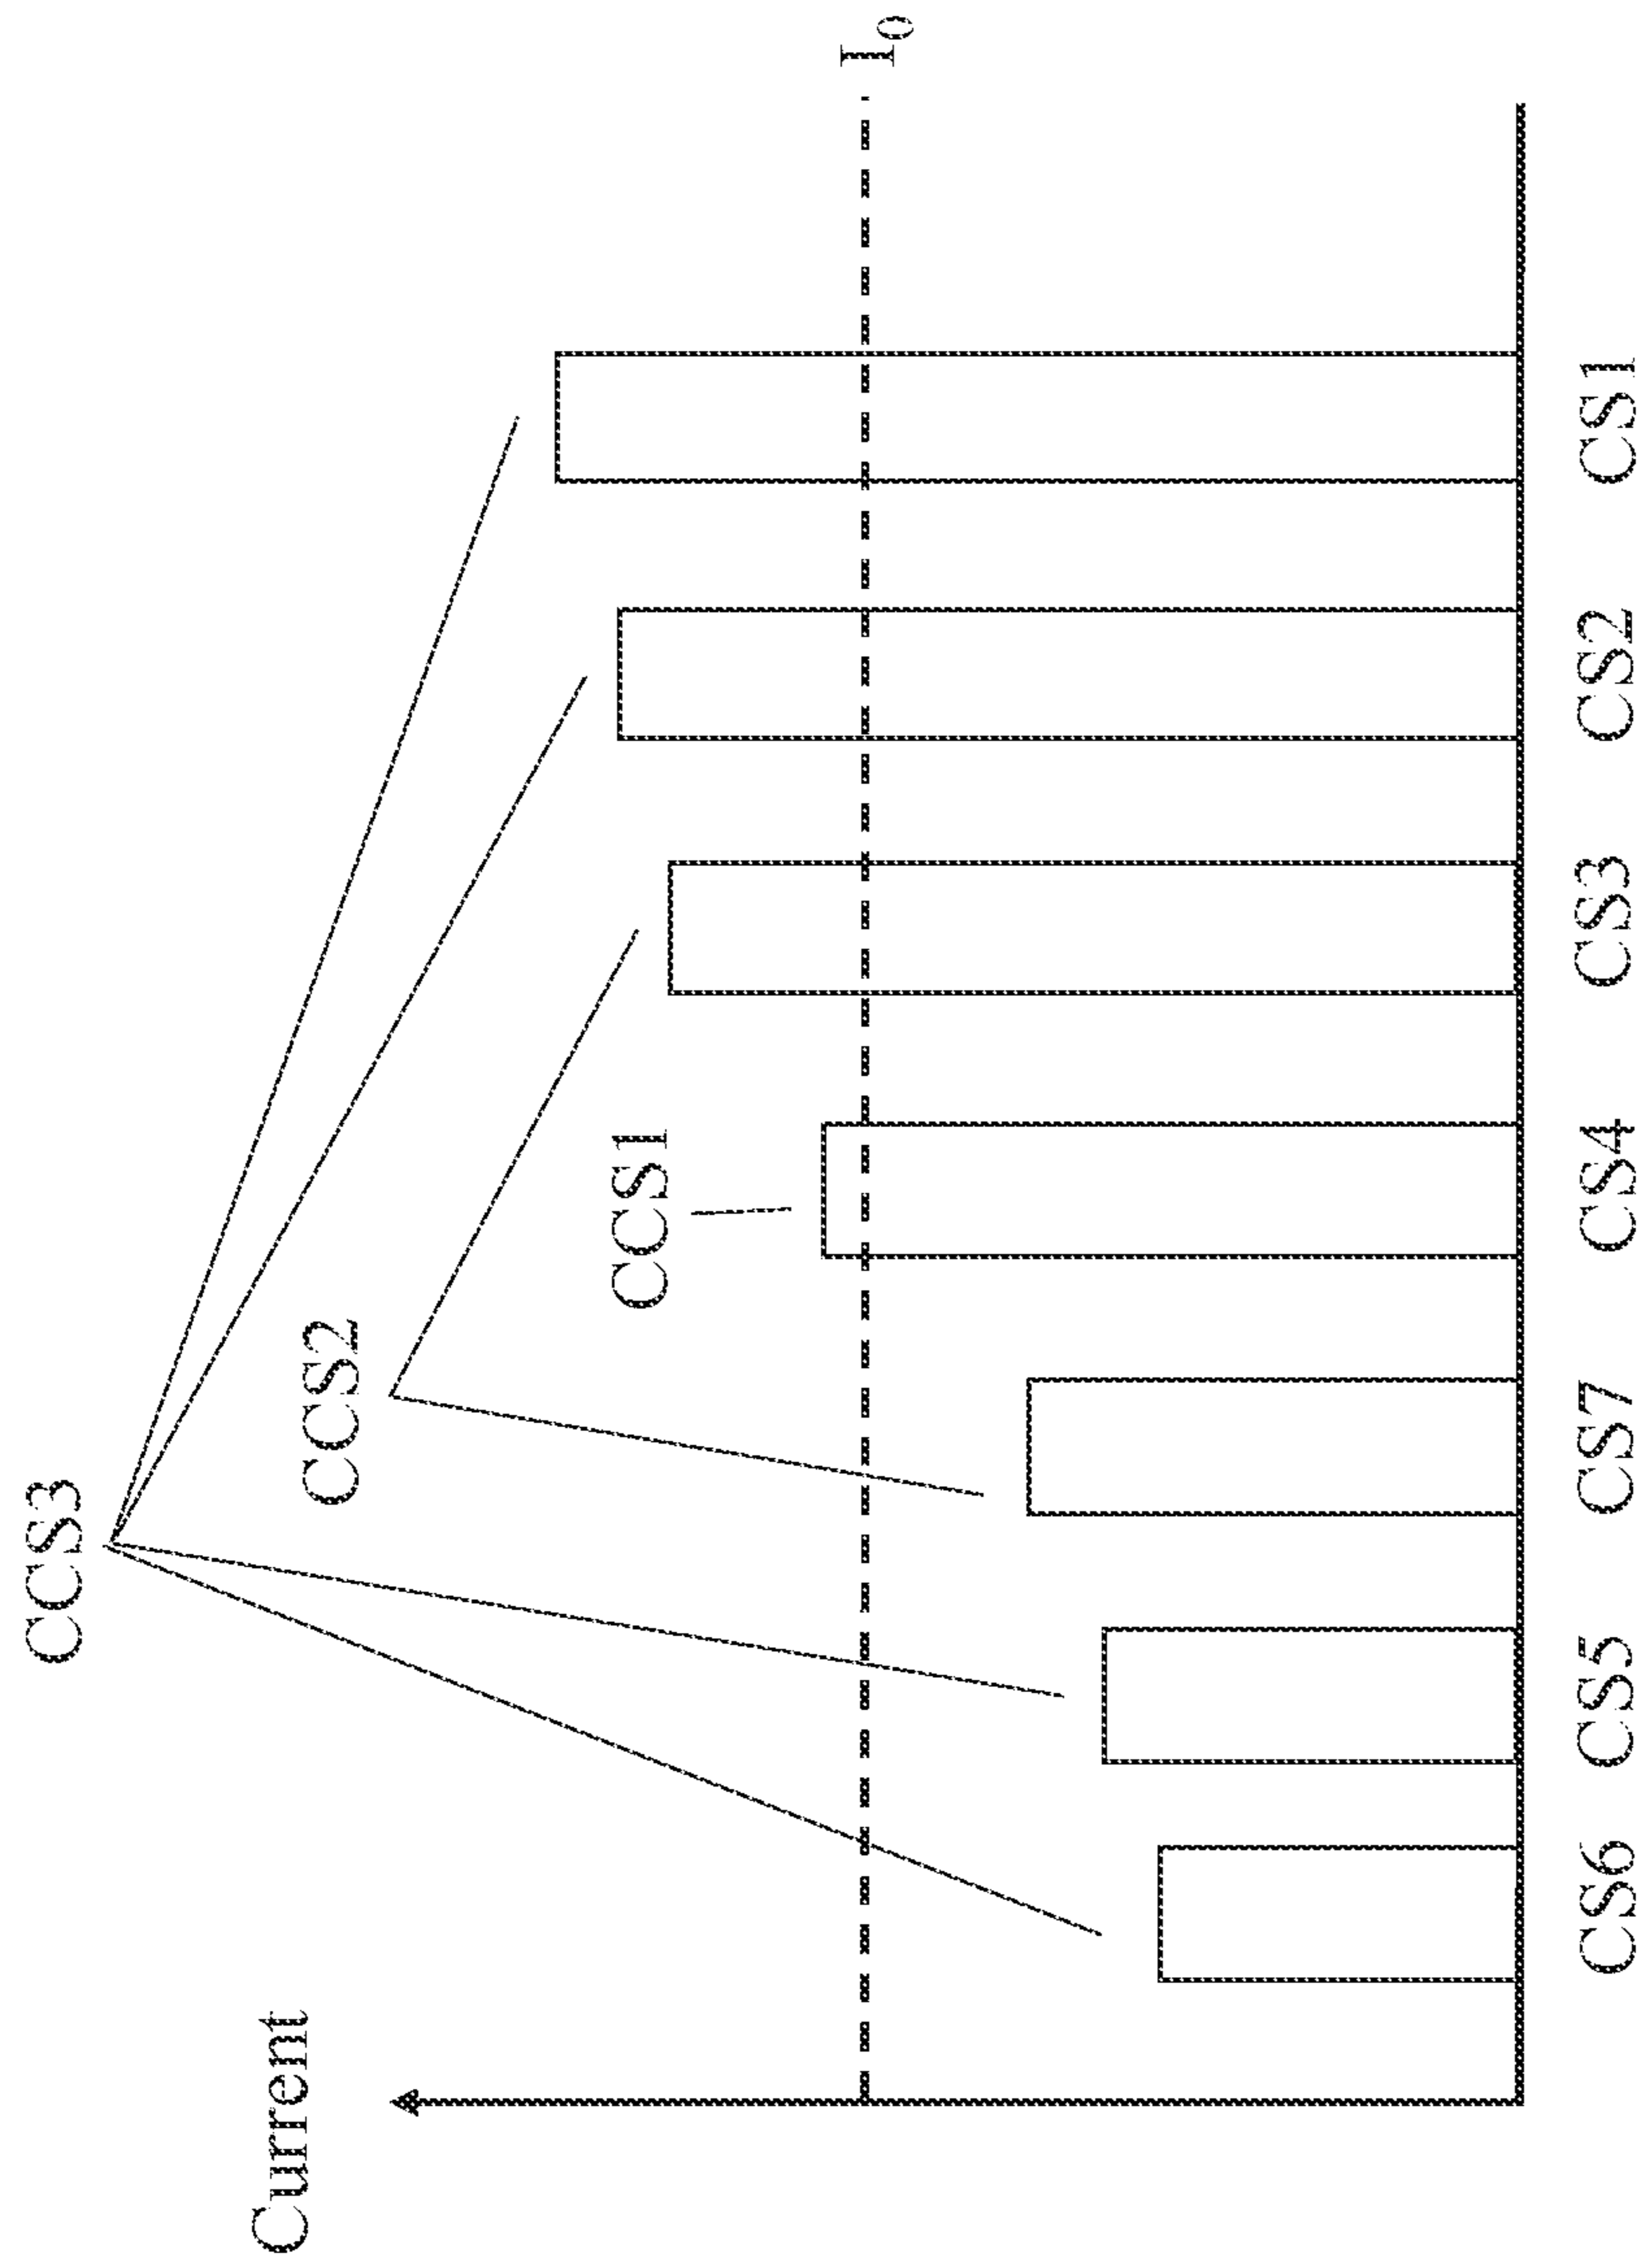 CCS3
CCS2
CCS1
Current
I₀
CS6 CS5 CS7 CS4 CS3 CS2 CS1